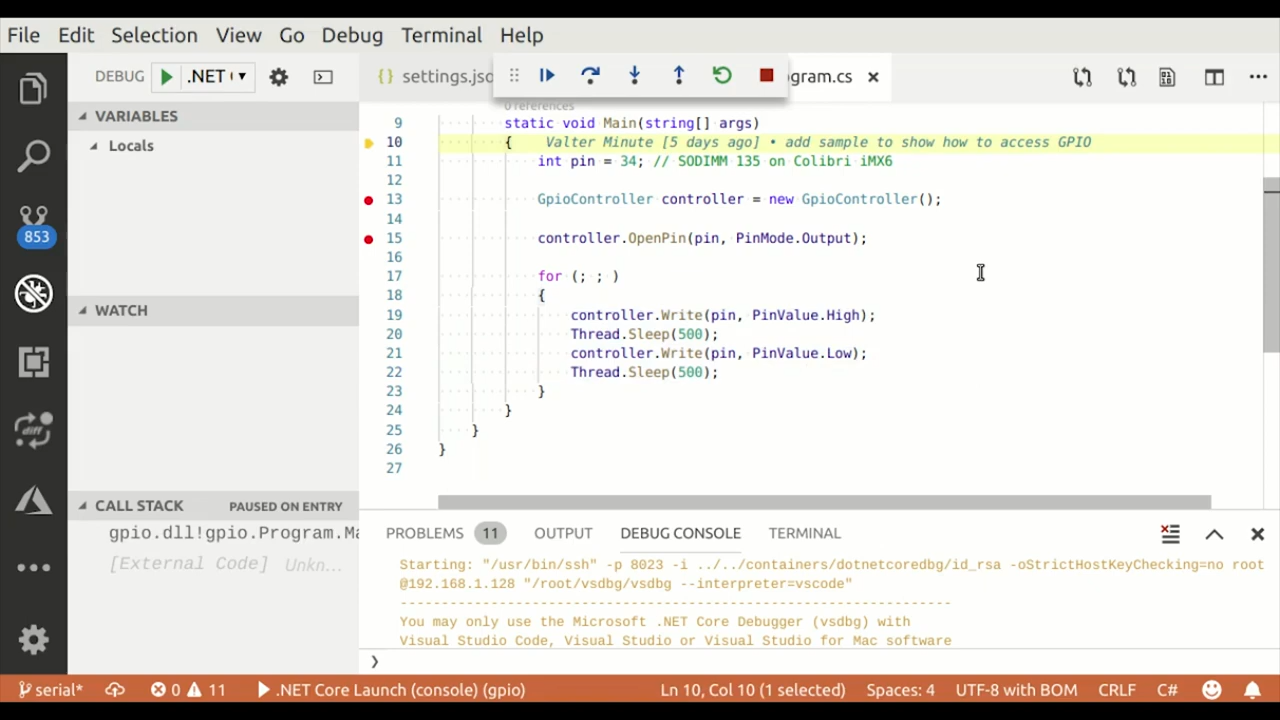 File Edit Selection View Go Debug Terminal Help
DEBUG .NET
settings.jso
gram.cs
VARIABLES
Locals
853
WATCH
CALL STACK PAUSED ON ENTRY
gpio.dll!gpio.Program.Ma
[External Code] Unkn...
0 references
9 static void Main(string[] args)
10 { Valter Minute [5 days ago] • add sample to show how to access GPIO
11 int pin = 34; // SODIMM 135 on Colibri iMX6
12
13 GpioController controller = new GpioController();
14
15 controller.OpenPin(pin, PinMode.Output);
16
17 for (; ; )
18 {
19 controller.Write(pin, PinValue.High);
20 Thread.Sleep(500);
21 controller.Write(pin, PinValue.Low);
22 Thread.Sleep(500);
23 }
24 }
25 }
26 }
27
PROBLEMS 11 OUTPUT DEBUG CONSOLE TERMINAL
Starting: "/usr/bin/ssh" -p 8023 -i ../../containers/dotnetcoredbg/id_rsa -oStrictHostKeyChecking=no root
@192.168.1.128 "/root/vsdbg/vsdbg --interpreter=vscode"
-------------------------------------------------------------------
You may only use the Microsoft .NET Core Debugger (vsdbg) with
Visual Studio Code, Visual Studio or Visual Studio for Mac software
serial* 0 11 .NET Core Launch (console) (gpio) Ln 10, Col 10 (1 selected) Spaces: 4 UTF-8 with BOM CRLF C#